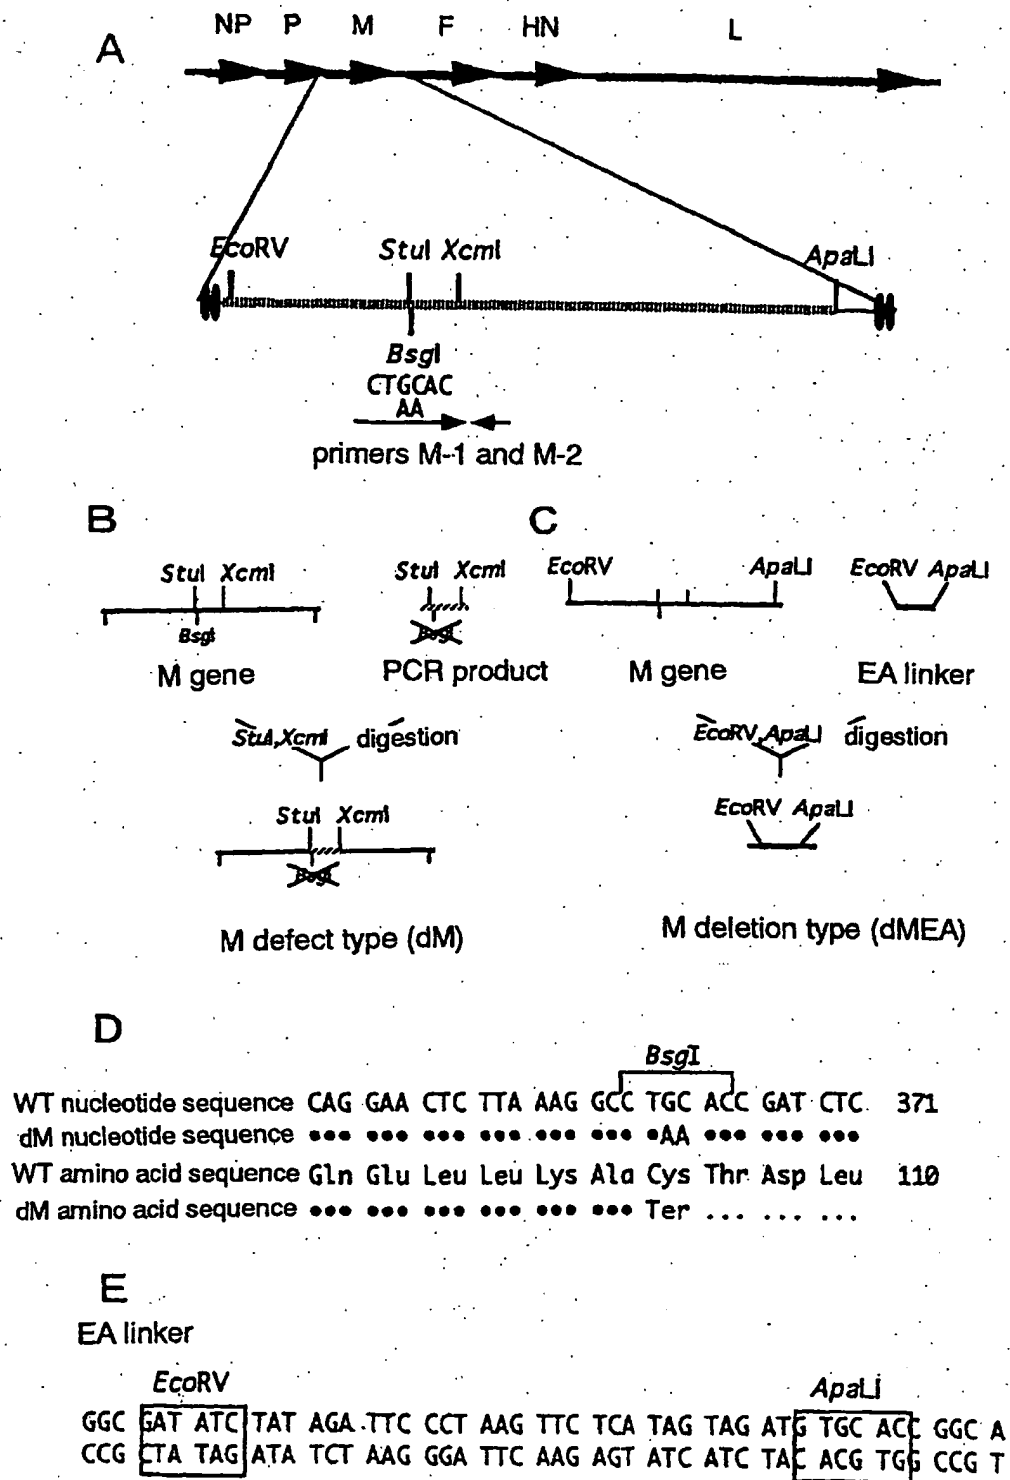 A
NP P M F HN L
EcoRV StuI XcmI ApaLI
BsgI
CTGCAC
AA
primers M-1 and M-2
B
C
StuI XcmI StuI XcmI EcoRV ApaLI EcoRV ApaLI
BsgI BsgI
M gene PCR product M gene EA linker
StuI,XcmI digestion EcoRV,ApaLI digestion
StuI XcmI EcoRV ApaLI
BsgI
M defect type (dM) M deletion type (dMEA)
D
BsgI
WT nucleotide sequence CAG GAA CTC TTA AAG GCC TGC ACC GAT CTC 371
dM nucleotide sequence ••• ••• ••• ••• ••• ••• •AA ••• ••• •••
WT amino acid sequence Gln Glu Leu Leu Lys Ala Cys Thr Asp Leu 110
dM amino acid sequence ••• ••• ••• ••• ••• ••• Ter ... ... ...
E
EA linker
EcoRV ApaLI
GGC GAT ATC TAT AGA TTC CCT AAG TTC TCA TAG TAG ATG TGC ACC GGC A
CCG CTA TAG ATA TCT AAG GGA TTC AAG AGT ATC ATC TAC ACG TGG CCG T